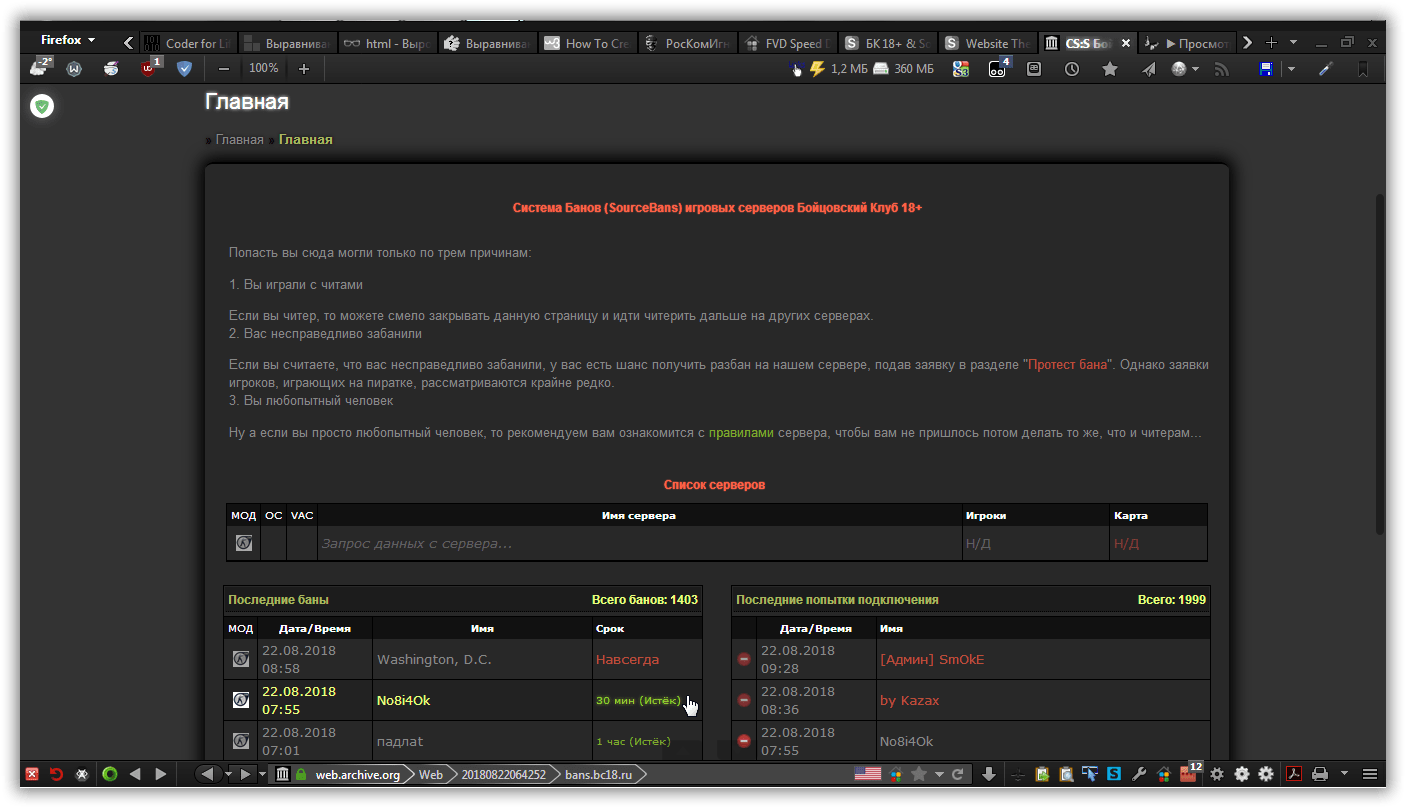 Firefox
Coder for Lif
Выравниван
html - Выро
Выравниван
How To Cre
РосКомИгн
FVD Speed D
БК 18+ & So
Website The
CS:S Бой
Просмот
-2°
1
100%
1,2 МБ
360 МБ
4
Главная
» Главная » Главная
Система Банов (SourceBans) игровых серверов Бойцовский Клуб 18+
Попасть вы сюда могли только по трем причинам:
1. Вы играли с читами
Если вы читер, то можете смело закрывать данную страницу и идти читерить дальше на других серверах.
2. Вас несправедливо забанили
Если вы считаете, что вас несправедливо забанили, у вас есть шанс получить разбан на нашем сервере, подав заявку в разделе "Протест бана". Однако заявки
игроков, играющих на пиратке, рассматриваются крайне редко.
3. Вы любопытный человек
Ну а если вы просто любопытный человек, то рекомендуем вам ознакомится с правилами сервера, чтобы вам не пришлось потом делать то же, что и читерам...
Список серверов
МОД ОС VAC Имя сервера Игроки Карта
Запрос данных с сервера... Н/Д Н/Д
Последние баны Всего банов: 1403
МОД Дата/Время Имя Срок
22.08.2018
08:58
Washington, D.C. Навсегда
22.08.2018
07:55
No8i4Ok 30 мин (Истёк)
22.08.2018
07:01
падлат 1 час (Истёк)
Последние попытки подключения Всего: 1999
Дата/Время Имя
22.08.2018
09:28
[Админ] SmOkE
22.08.2018
08:36
by Kazax
22.08.2018
07:55
No8i4Ok
web.archive.org Web 20180822064252 bans.bc18.ru
12